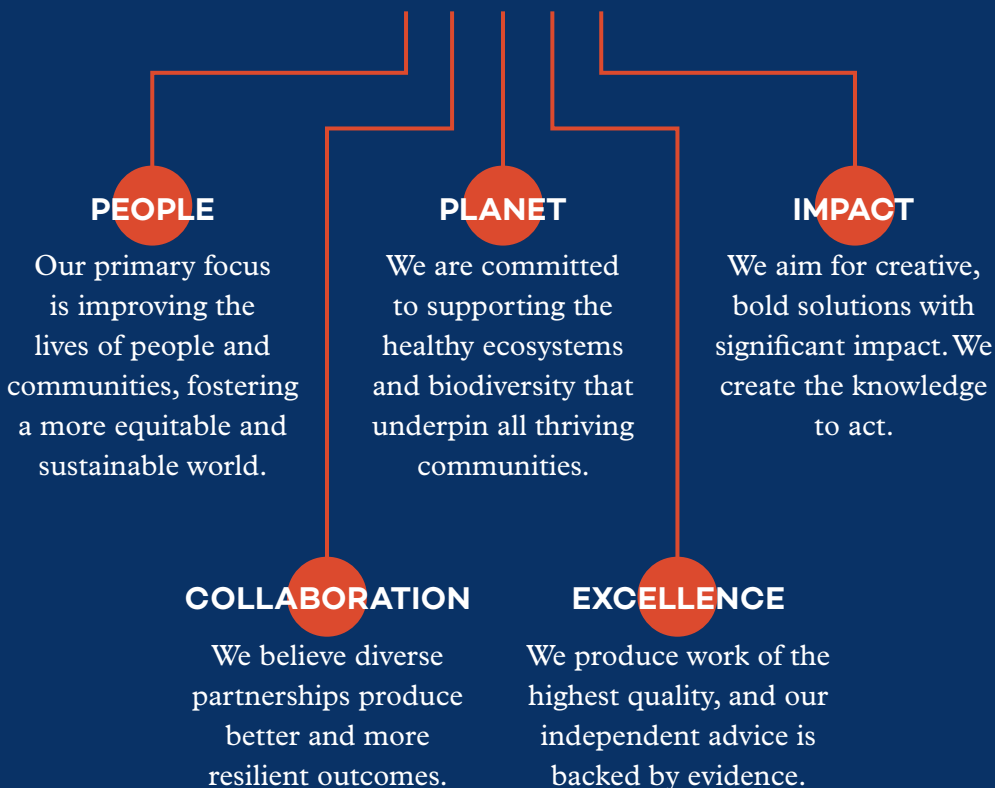 PEOPLE
Our primary focus
is improving the
lives of people and
communities, fostering
a more equitable and
sustainable world.
PLANET
We are committed
to supporting the
healthy ecosystems
and biodiversity that
underpin all thriving
communities.
IMPACT
We aim for creative,
bold solutions with
significant impact. We
create the knowledge
to act.
COLLABORATION
We believe diverse
partnerships produce
better and more
resilient outcomes.
EXCELLENCE
We produce work of the
highest quality, and our
independent advice is
backed by evidence.